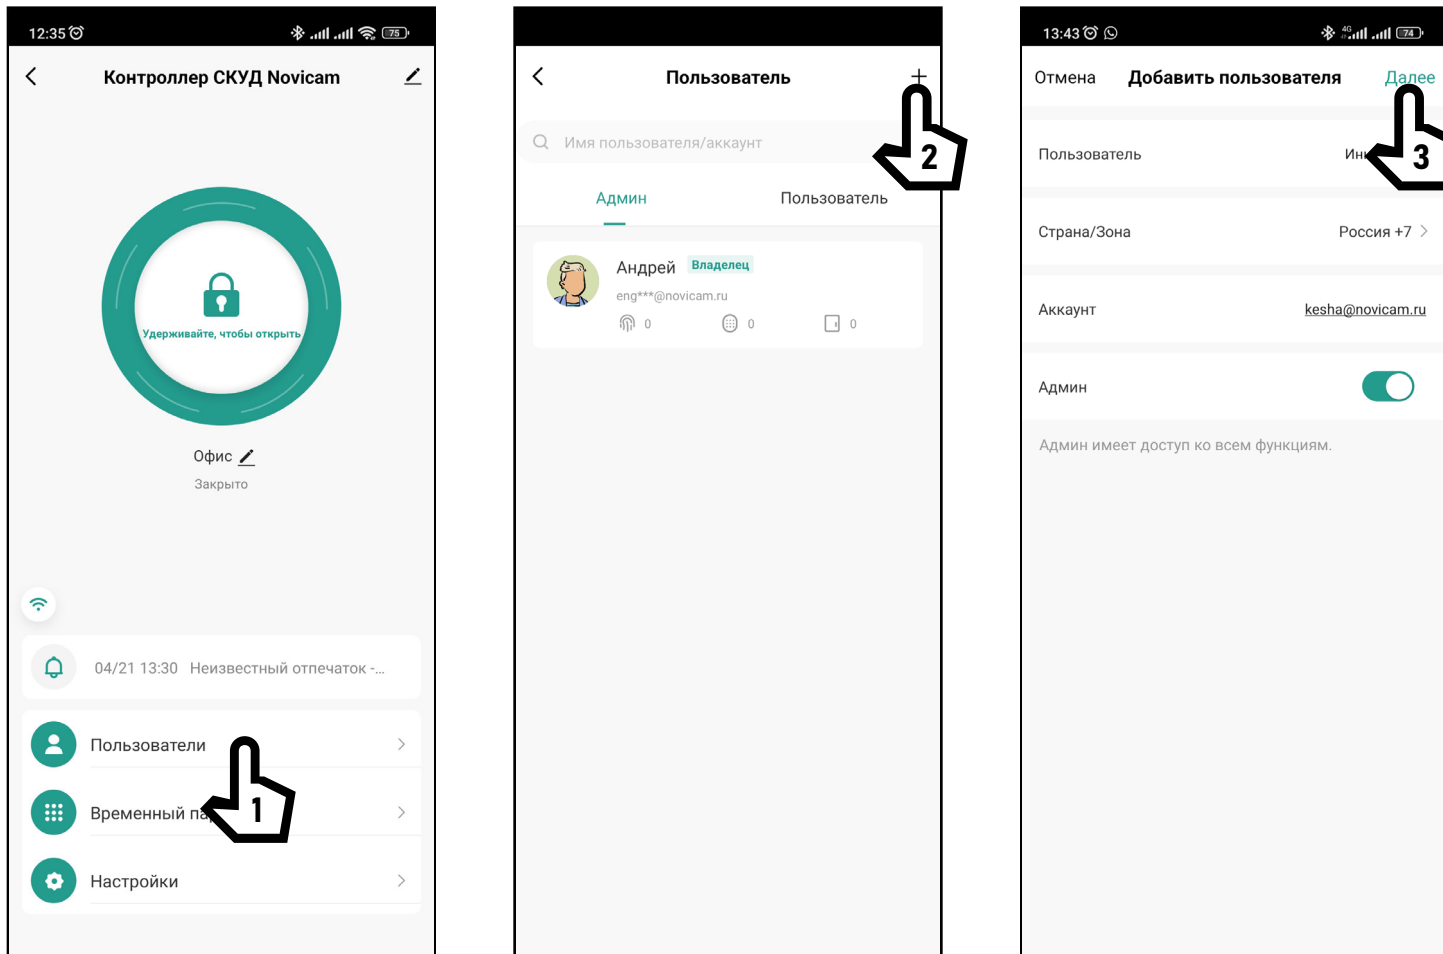 12:35
75
Контроллер СКУД Novicam
Удерживайте, чтобы открыть
Офис
Закрыто
04/21 13:30 Неизвестный отпечаток -...
Пользователи
Временный
Настройки
1
Пользователь
Имя пользователя/аккаунт
2
Админ Пользователь
Андрей Владелец
eng***@novicam.ru
0 0 0
13:43
4G
74
Отмена Добавить пользователя Далее
Пользователь
3
Страна/Зона Россия +7
Аккаунт kesha@novicam.ru
Админ
Админ имеет доступ ко всем функциям.